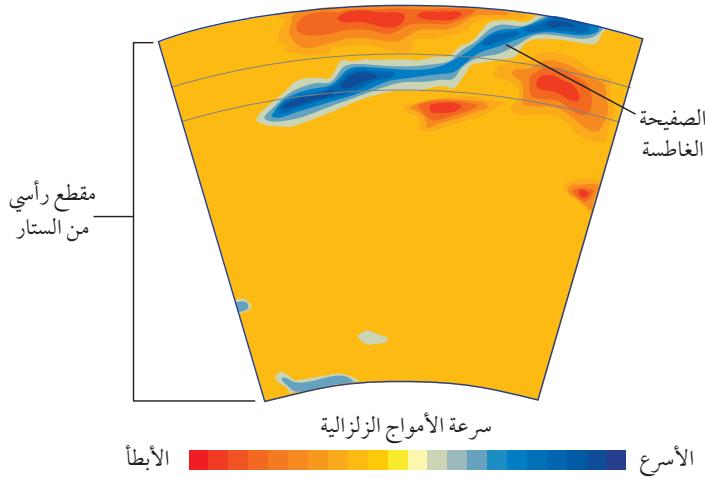 الصفيحة
الغاطسة
مقطع رأسي
من الستار
سرعة الأمواج الزلزالية
الأسرع
الأبطأ